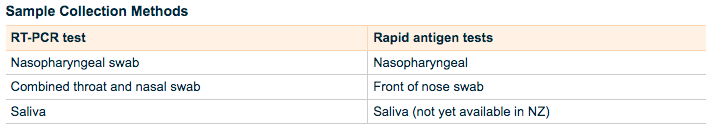 Sample Collection Methods
RT-PCR test Rapid antigen tests
Nasopharyngeal swab Nasopharyngeal
Combined throat and nasal swab Front of nose swab
Saliva Saliva (not yet available in NZ)